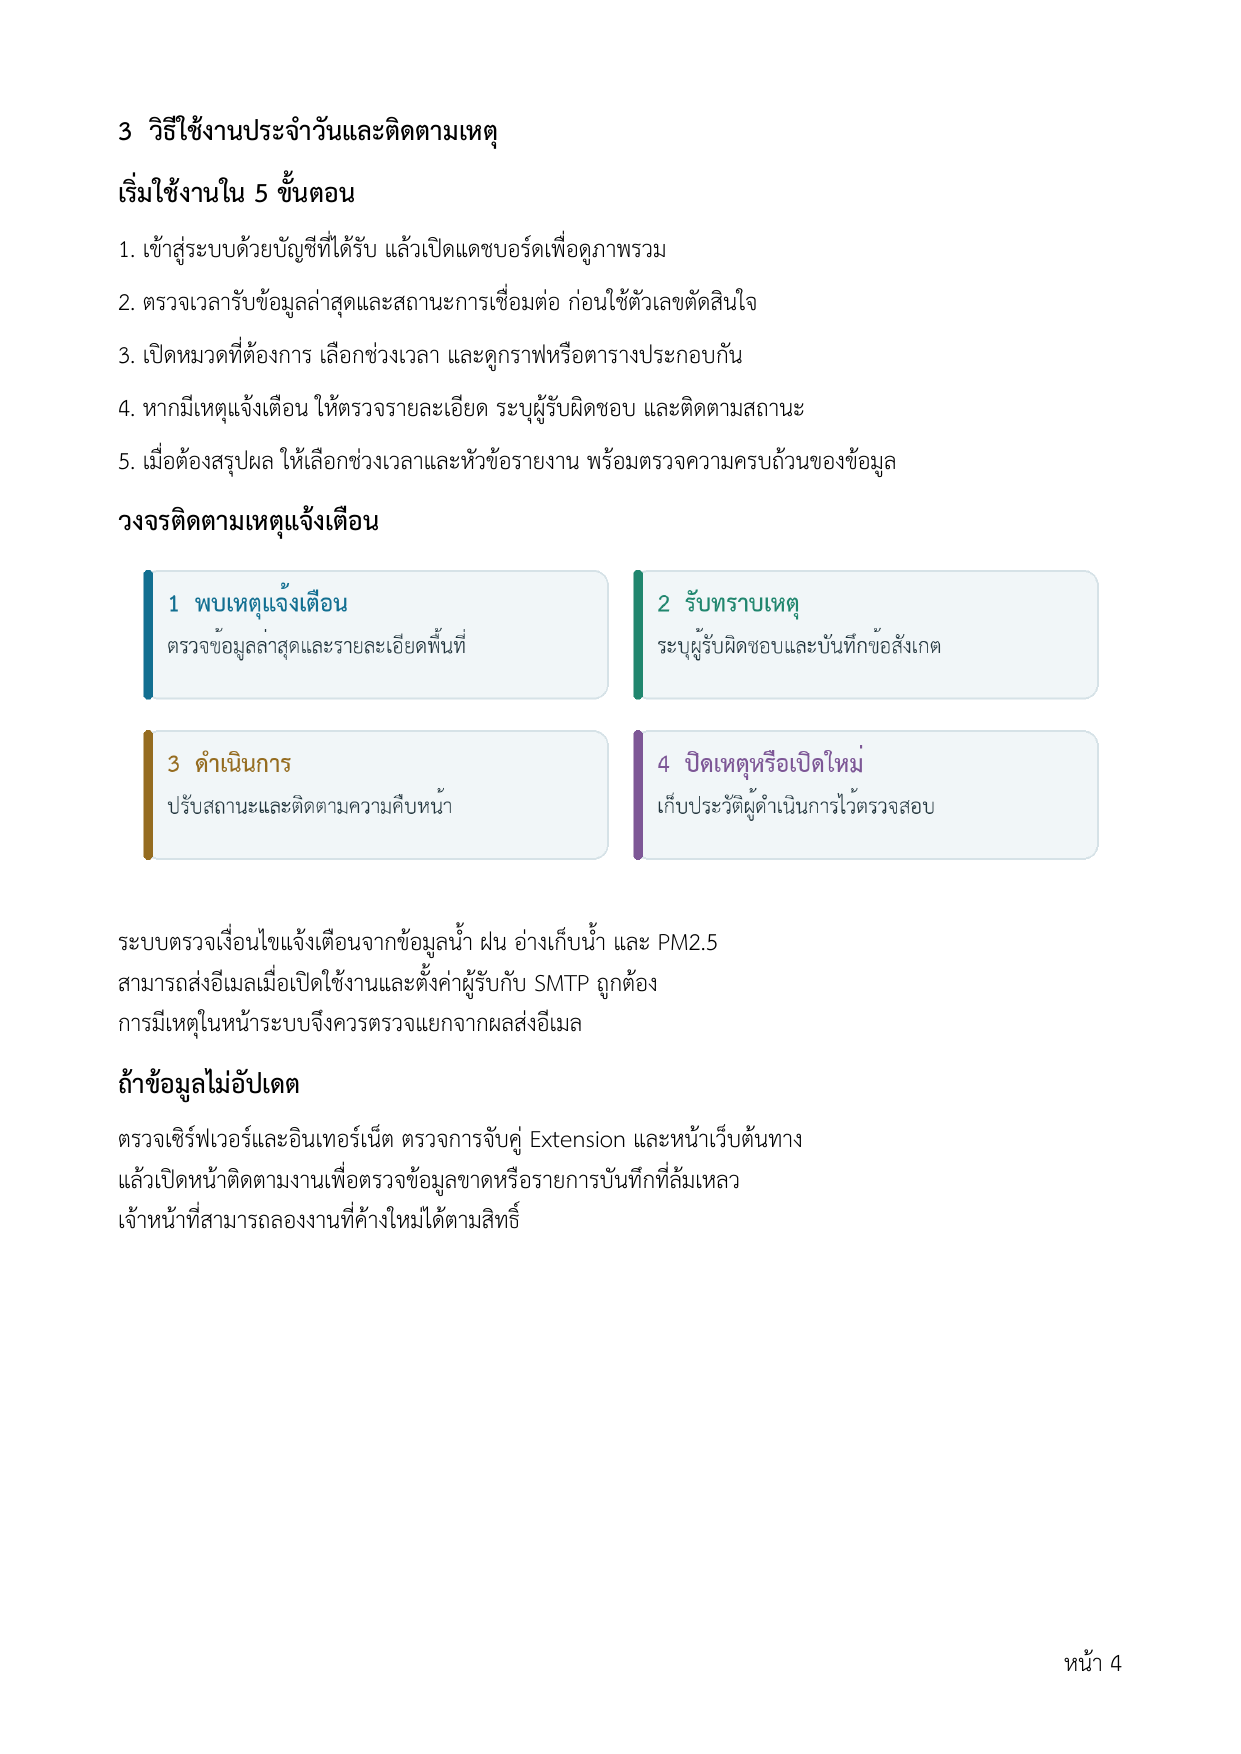 3 วิธีใช้งานประจำวันและติดตามเหตุ
เริ่มใช้งานใน 5 ขั้นตอน
1. เข้าสู่ระบบด้วยบัญชีที่ได้รับ แล้วเปิดแดชบอร์ดเพื่อดูภาพรวม
2. ตรวจเวลารับข้อมูลล่าสุดและสถานะการเชื่อมต่อ ก่อนใช้ตัวเลขตัดสินใจ
3. เปิดหมวดที่ต้องการ เลือกช่วงเวลา และดูกราฟหรือตารางประกอบกัน
4. หากมีเหตุแจ้งเตือน ให้ตรวจรายละเอียด ระบุผู้รับผิดชอบ และติดตามสถานะ
5. เมื่อต้องสรุปผล ให้เลือกช่วงเวลาและหัวข้อรายงาน พร้อมตรวจความครบถ้วนของข้อมูล
วงจรติดตามเหตุแจ้งเตือน
1 พบเหตุแจ้งเตือน
ตรวจข้อมูลล่าสุดและรายละเอียดพื้นที่
2 รับทราบเหตุ
ระบุผู้รับผิดชอบและบันทึกข้อสังเกต
3 ดำเนินการ
ปรับสถานะและติดตามความคืบหน้า
4 ปิดเหตุหรือเปิดใหม่
เก็บประวัติผู้ดำเนินการไว้ตรวจสอบ
ระบบตรวจเงื่อนไขแจ้งเตือนจากข้อมูลน้ำ ฝน อ่างเก็บน้ำ และ PM2.5
สามารถส่งอีเมลเมื่อเปิดใช้งานและตั้งค่าผู้รับกับ SMTP ถูกต้อง
การมีเหตุในหน้าระบบจึงควรตรวจแยกจากผลส่งอีเมล
ถ้าข้อมูลไม่อัปเดต
ตรวจเซิร์ฟเวอร์และอินเทอร์เน็ต ตรวจการจับคู่ Extension และหน้าเว็บต้นทาง
แล้วเปิดหน้าติดตามงานเพื่อตรวจข้อมูลขาดหรือรายการบันทึกที่ล้มเหลว
เจ้าหน้าที่สามารถลองงานที่ค้างใหม่ได้ตามสิทธิ์
หน้า 4